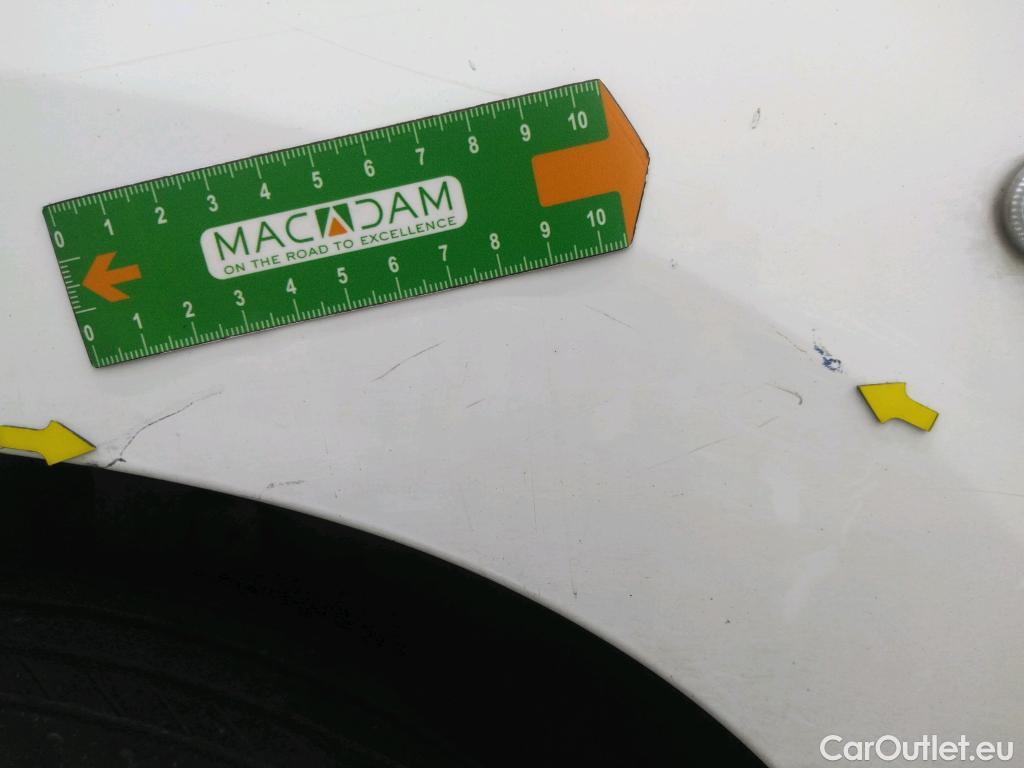 0 1 2 3 4 5 6 7 8 9 10
MACADAM
ON THE ROAD TO EXCELLENCE
0 1 2 3 4 5 6 7 8 9 10
CarOutlet.eu